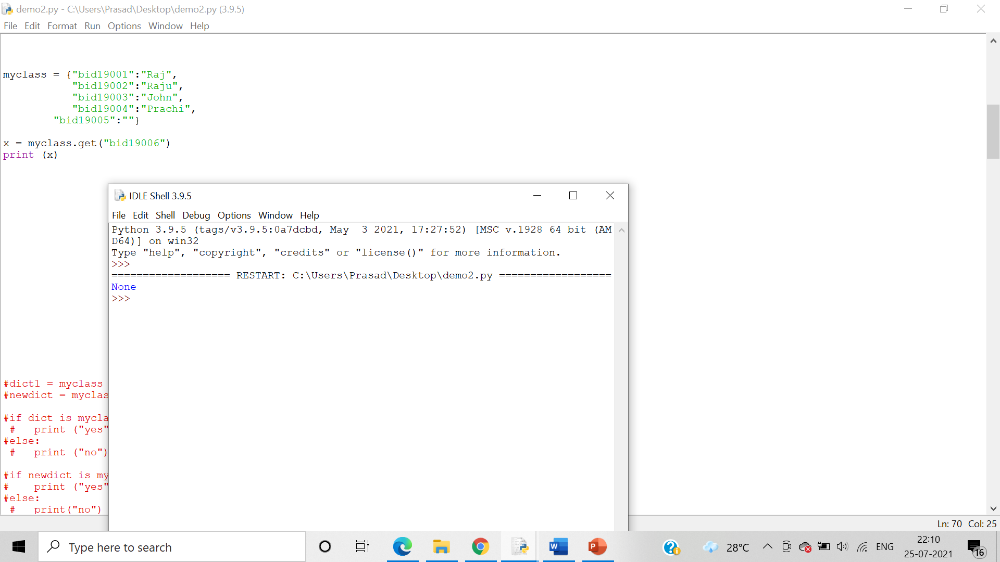 demo2.py - C:\Users\Prasad\Desktop\demo2.py (3.9.5)
File Edit Format Run Options Window Help
myclass = {"bid19001":"Raj",
"bid19002":"Raju",
"bid19003":"John",
"bid19004":"Prachi",
"bid19005":""}
x = myclass.get("bid19006")
print (x)
IDLE Shell 3.9.5
File Edit Shell Debug Options Window Help
Python 3.9.5 (tags/v3.9.5:0a7dcbd, May  3 2021, 17:27:52) [MSC v.1928 64 bit (AM
D64)] on win32
Type "help", "copyright", "credits" or "license()" for more information.
>>>
=================== RESTART: C:\Users\Prasad\Desktop\demo2.py ==================
None
>>>
#dict1 = myclass
#newdict = myclas
#if dict is mycla
#   print ("yes"
#else:
#   print ("no")
#if newdict is my
#    print ("yes"
#else:
#   print("no")
Ln: 70 Col: 25
Type here to search
28°C
ENG
22:10
25-07-2021
16